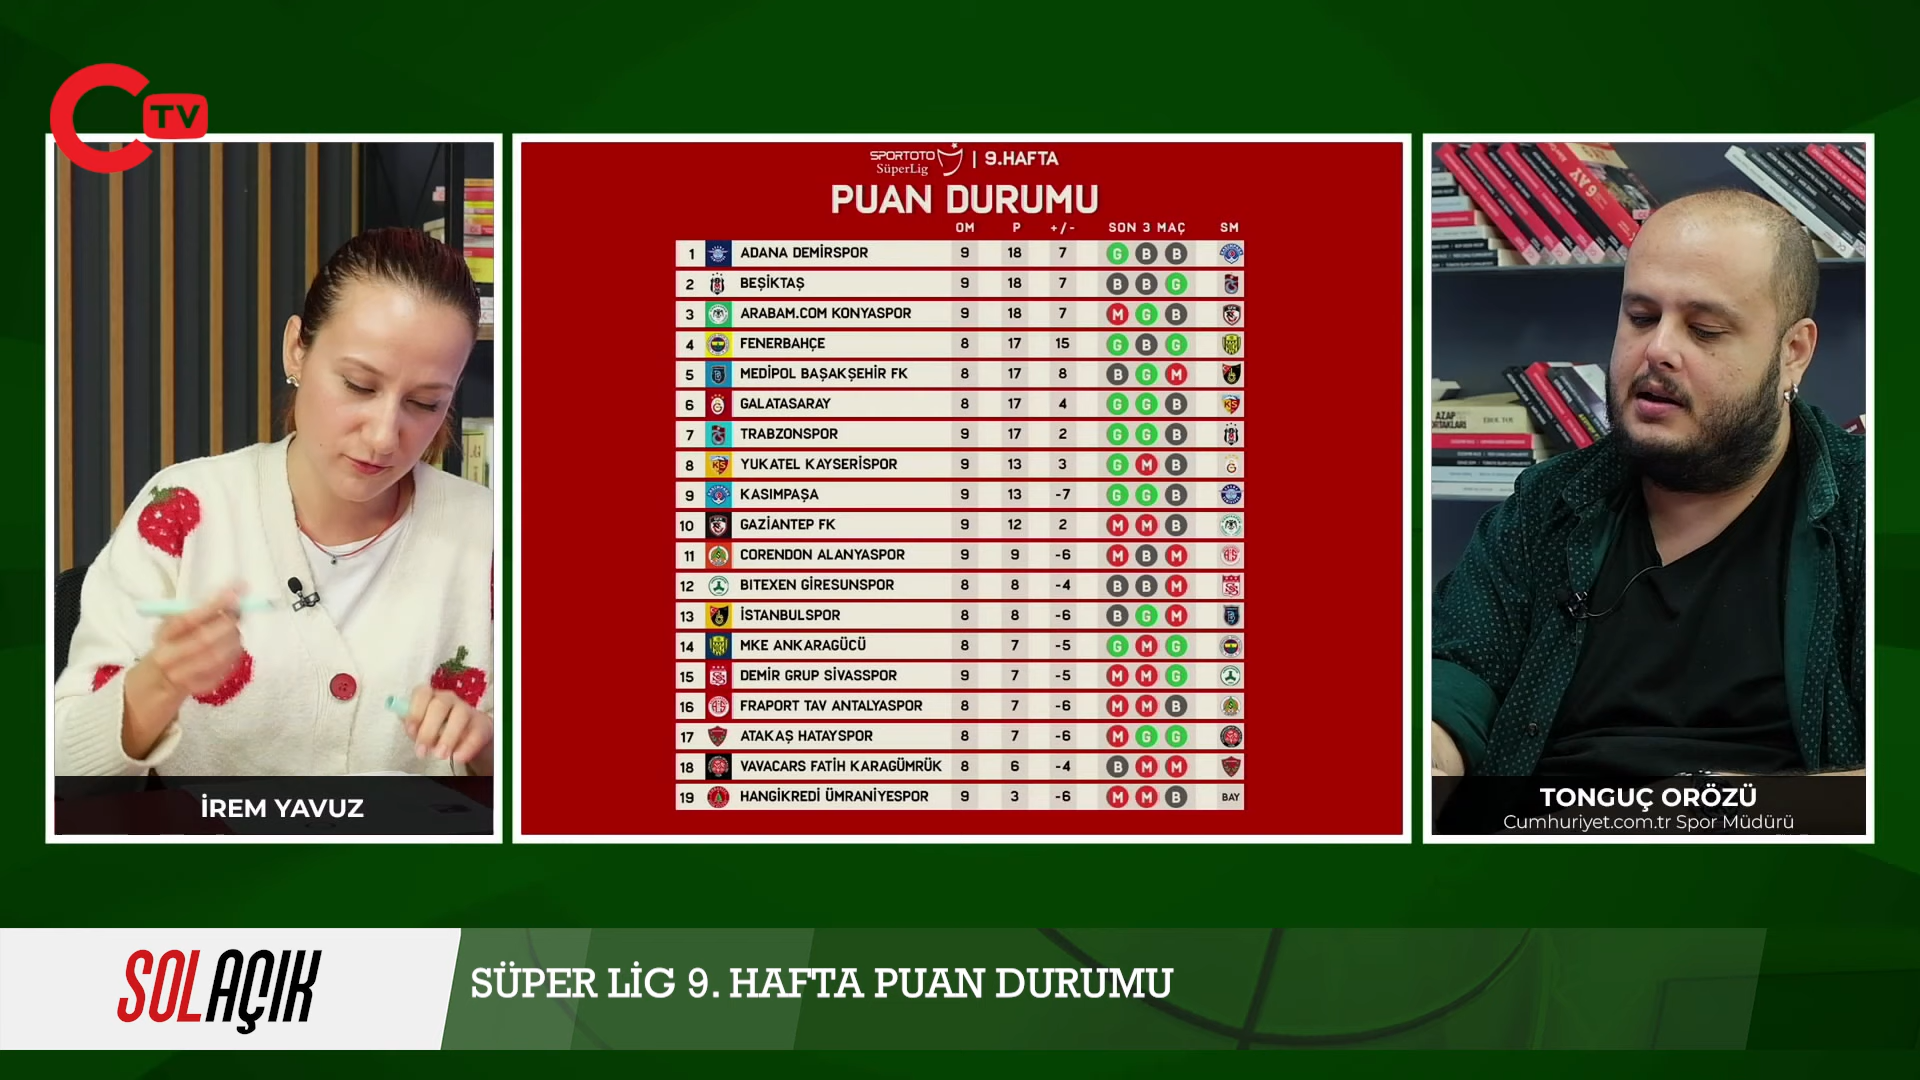 C TV
SPORTOTO
SüperLig
| 9.HAFTA
PUAN DURUMU
OM P +/- SON 3 MAÇ SM
1 ADANA DEMİRSPOR 9 18 7 G B B
2 BEŞİKTAŞ 9 18 7 B B G
3 ARABAM.COM KONYASPOR 9 18 7 M G B
4 FENERBAHÇE 8 17 15 G B G
5 MEDİPOL BAŞAKŞEHİR FK 8 17 8 B G M
6 GALATASARAY 8 17 4 G G B
7 TRABZONSPOR 9 17 2 G G B
8 YUKATEL KAYSERİSPOR 9 13 3 G M B
9 KASIMPAŞA 9 13 -7 G G B
10 GAZİANTEP FK 9 12 2 M M B
11 CORENDON ALANYASPOR 9 9 -6 M B M
12 BITEXEN GİRESUNSPOR 8 8 -4 B B M
13 İSTANBULSPOR 8 8 -6 B G M
14 MKE ANKARAGÜCÜ 8 7 -5 G M G
15 DEMİR GRUP SİVASSPOR 9 7 -5 M M G
16 FRAPORT TAV ANTALYASPOR 8 7 -6 M M B
17 ATAKAŞ HATAYSPOR 8 7 -6 M G G
18 VAVACARS FATİH KARAGÜMRÜK 8 6 -4 B M M
19 HANGİKREDİ ÜMRANİYESPOR 9 3 -6 M M B BAY
6 AY
AZAP
ORTAKLARI
EROL TOY
İREM YAVUZ
TONGUÇ ORÖZÜ
Cumhuriyet.com.tr Spor Müdürü
SOLAÇIK
SÜPER LİG 9. HAFTA PUAN DURUMU